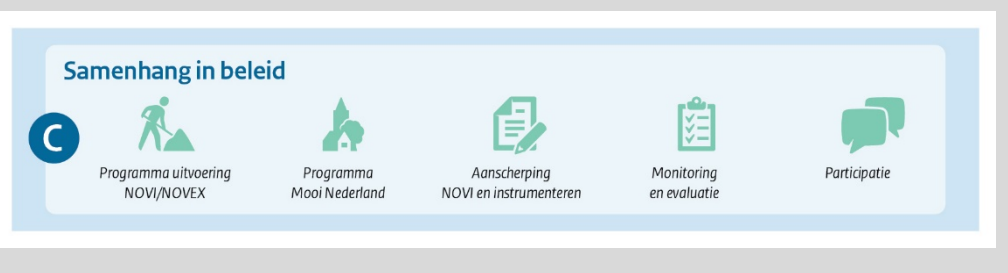 Samenhang in beleid
C
Programma uitvoering
NOVI/NOVEX
Programma
Mooi Nederland
Aanscherping
NOVI en instrumenteren
Monitoring
en evaluatie
Participatie